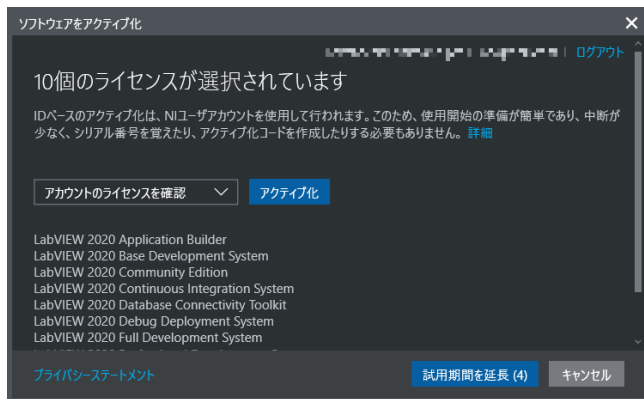 ソフトウェアをアクティブ化
ログアウト
10個のライセンスが選択されています
IDベースのアクティブ化は、NIユーザアカウントを使用して行われます。このため、使用開始の準備が簡単であり、中断が
少なく、シリアル番号を覚えたり、アクティブ化コードを作成したりする必要もありません。 詳細
アカウントのライセンスを確認
アクティブ化
LabVIEW 2020 Application Builder
LabVIEW 2020 Base Development System
LabVIEW 2020 Community Edition
LabVIEW 2020 Continuous Integration System
LabVIEW 2020 Database Connectivity Toolkit
LabVIEW 2020 Debug Deployment System
LabVIEW 2020 Full Development System
プライバシーステートメント
試用期間を延長 (4)
キャンセル